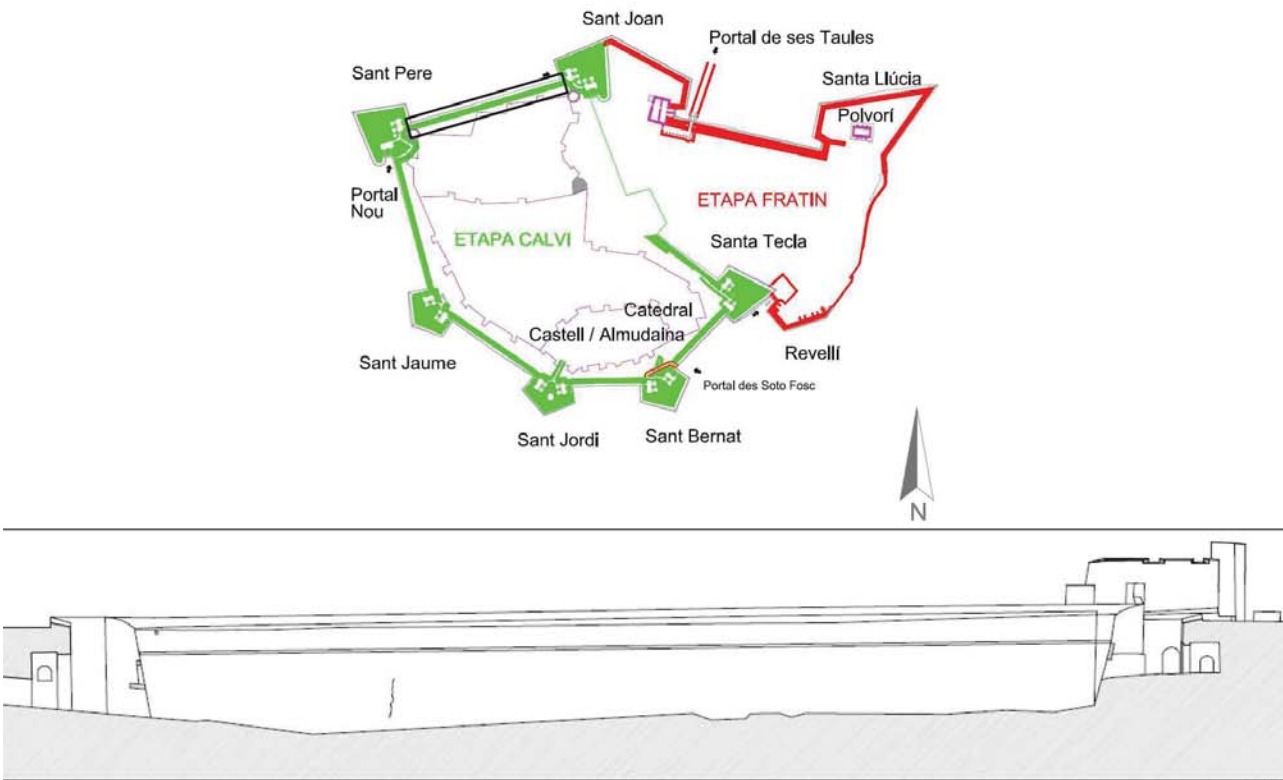 Sant Joan
Portal de ses Taules
Sant Pere
Santa Llúcia
Polvorí
Portal
Nou
ETAPA FRATIN
ETAPA CALVI
Santa Tecla
Catedral
Castell / Almudaina
Revellí
Sant Jaume
Portal des Soto Fosc
Sant Jordi
Sant Bernat
N